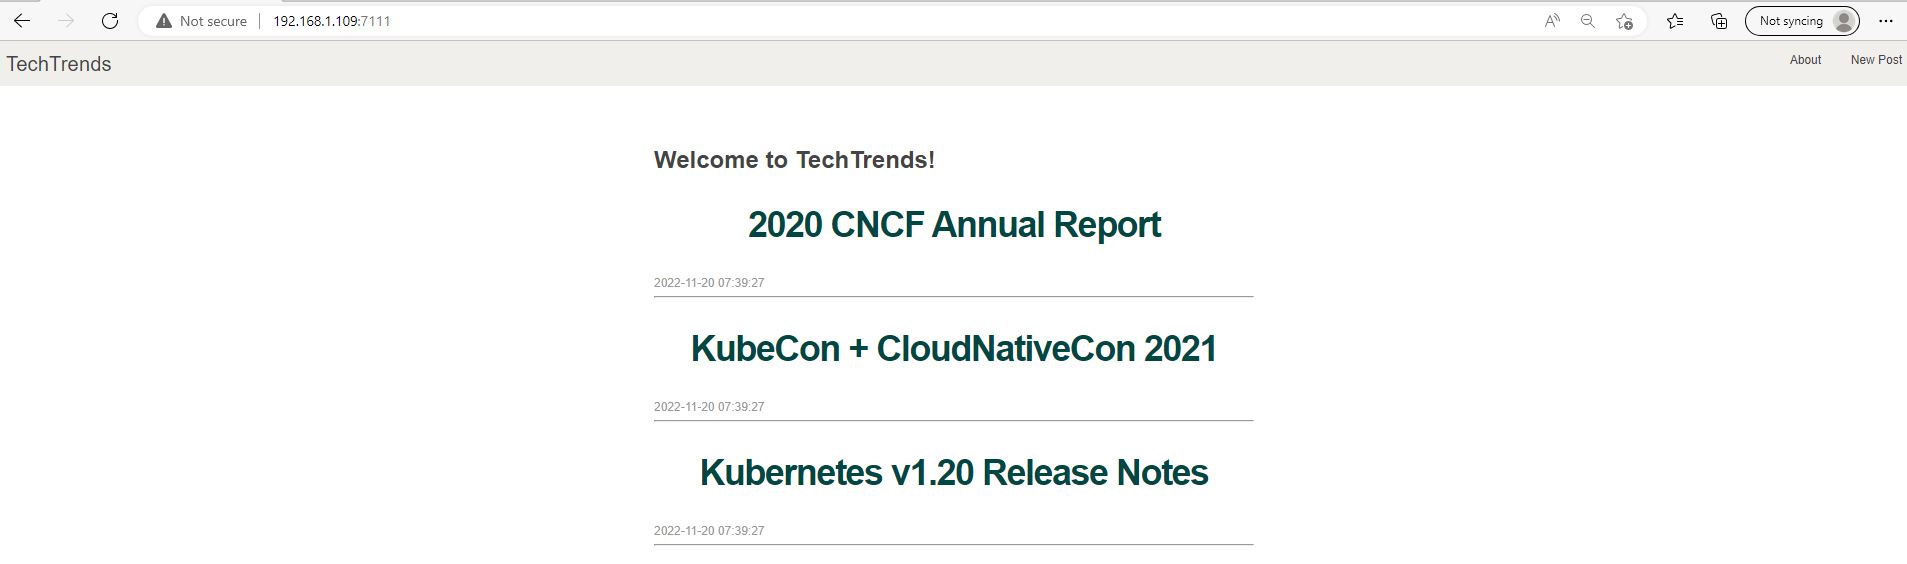 Not secure 192.168.1.109:7111 Not syncing
TechTrends About New Post
Welcome to TechTrends!
2020 CNCF Annual Report
2022-11-20 07:39:27
KubeCon + CloudNativeCon 2021
2022-11-20 07:39:27
Kubernetes v1.20 Release Notes
2022-11-20 07:39:27